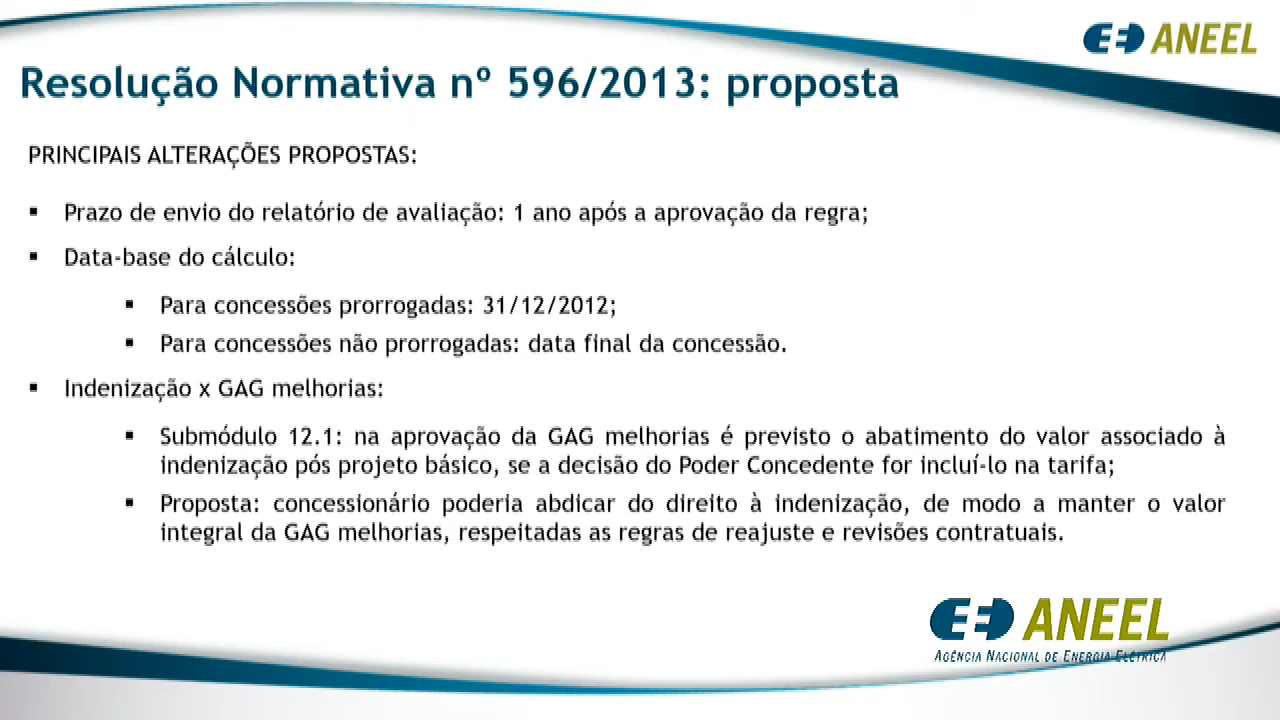 ANEEL
Resolução Normativa nº 596/2013: proposta
PRINCIPAIS ALTERAÇÕES PROPOSTAS:
▪ Prazo de envio do relatório de avaliação: 1 ano após a aprovação da regra;
▪ Data-base do cálculo:
▪ Para concessões prorrogadas: 31/12/2012;
▪ Para concessões não prorrogadas: data final da concessão.
▪ Indenização x GAG melhorias:
▪ Submódulo 12.1: na aprovação da GAG melhorias é previsto o abatimento do valor associado à
indenização pós projeto básico, se a decisão do Poder Concedente for incluí-lo na tarifa;
▪ Proposta: concessionário poderia abdicar do direito à indenização, de modo a manter o valor
integral da GAG melhorias, respeitadas as regras de reajuste e revisões contratuais.
ANEEL
AGÊNCIA NACIONAL DE ENERGIA ELÉTRICA